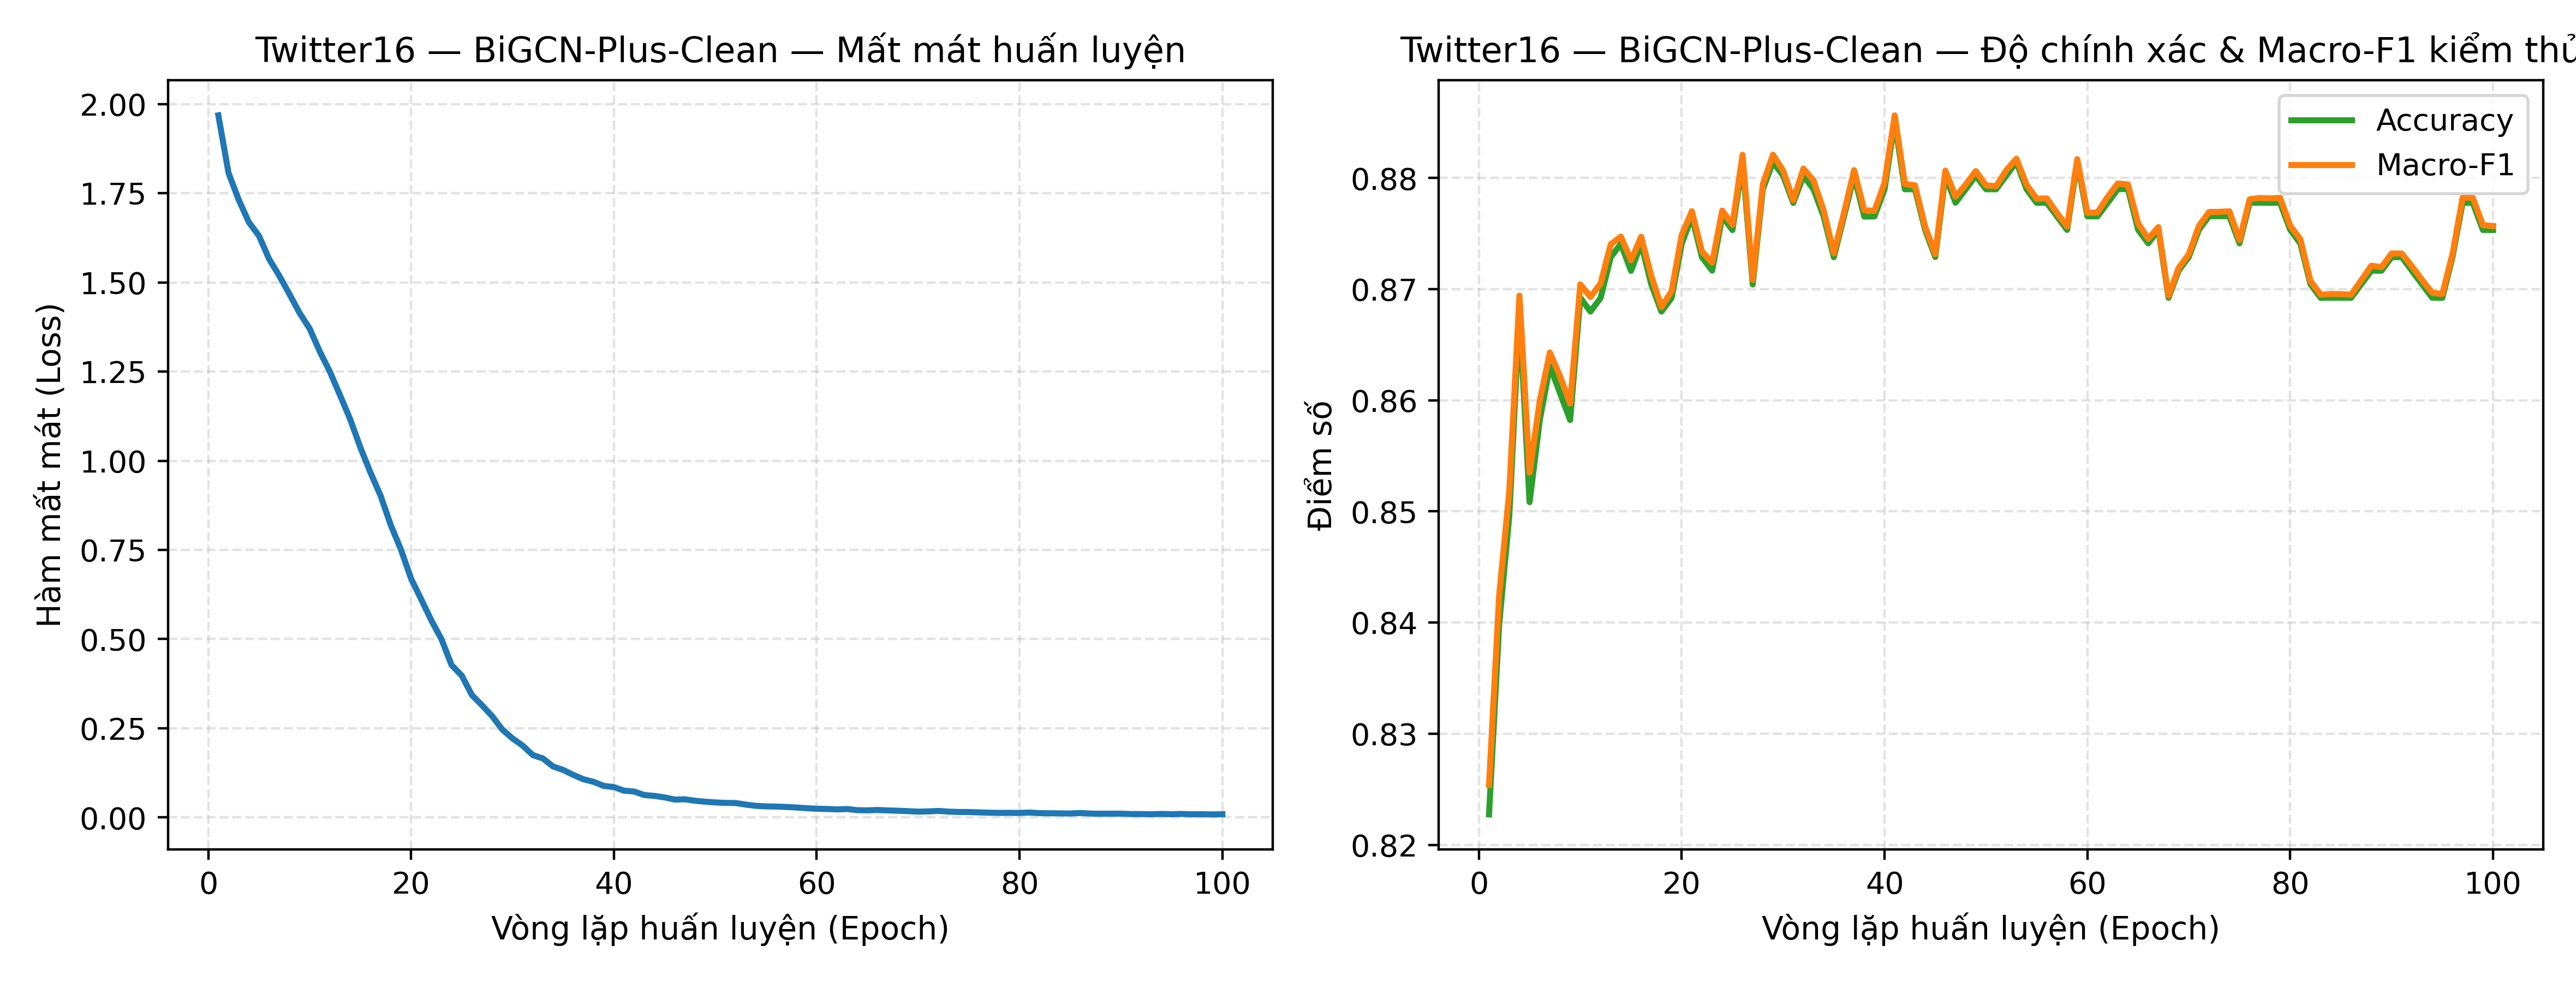 Twitter16 — BiGCN-Plus-Clean — Mất mát huấn luyện
Hàm mất mát (Loss)
2.00
1.75
1.50
1.25
1.00
0.75
0.50
0.25
0.00
0 20 40 60 80 100
Vòng lặp huấn luyện (Epoch)
Twitter16 — BiGCN-Plus-Clean — Độ chính xác & Macro-F1 kiểm thử
Accuracy
Macro-F1
Điểm số
0.88
0.87
0.86
0.85
0.84
0.83
0.82
0 20 40 60 80 100
Vòng lặp huấn luyện (Epoch)